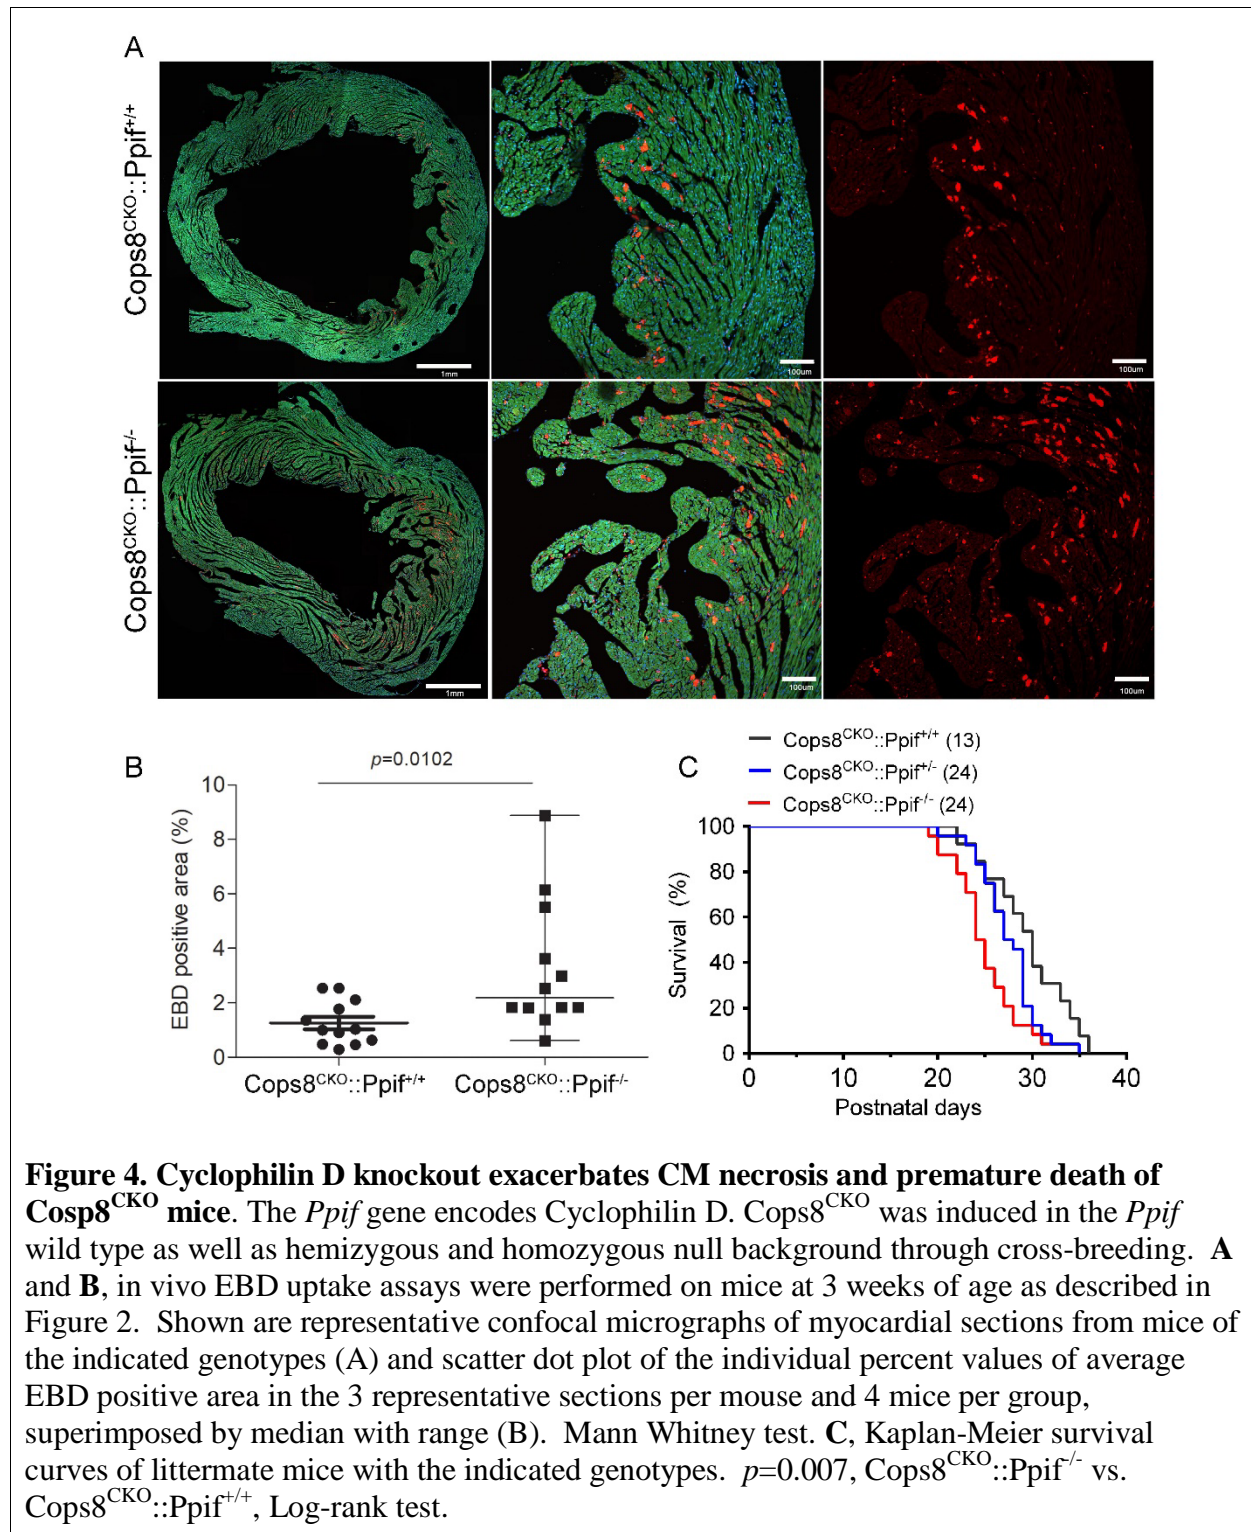 A
Cops8CKO::Ppif+/+
1mm
100um
100um
Cops8CKO::Ppif-/-
1mm
100um
100um
B
p=0.0102
EBD positive area (%)
10
8
6
4
2
0
Cops8CKO::Ppif+/+
Cops8CKO::Ppif-/-
C
Cops8CKO::Ppif+/+ (13)
Cops8CKO::Ppif+/- (24)
Cops8CKO::Ppif-/- (24)
Survival (%)
100
80
60
40
20
0
0
10
20
30
40
Postnatal days
Figure 4. Cyclophilin D knockout exacerbates CM necrosis and premature death of
Cosp8CKO mice. The Ppif gene encodes Cyclophilin D. Cops8CKO was induced in the Ppif
wild type as well as hemizygous and homozygous null background through cross-breeding. A
and B, in vivo EBD uptake assays were performed on mice at 3 weeks of age as described in
Figure 2. Shown are representative confocal micrographs of myocardial sections from mice of
the indicated genotypes (A) and scatter dot plot of the individual percent values of average
EBD positive area in the 3 representative sections per mouse and 4 mice per group,
superimposed by median with range (B). Mann Whitney test. C, Kaplan-Meier survival
curves of littermate mice with the indicated genotypes. p=0.007, Cops8CKO::Ppif-/- vs.
Cops8CKO::Ppif+/+, Log-rank test.